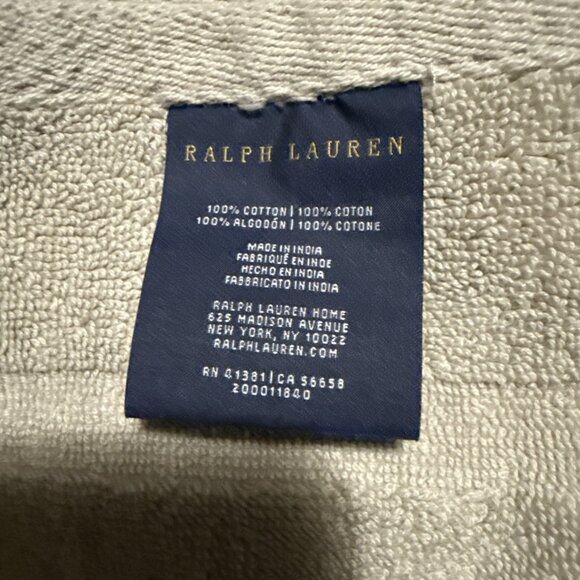 RALPH LAUREN
100% COTTON | 100% COTON
100% ALGODÓN | 100% COTONE
MADE IN INDIA
FABRIQUÉ EN INDE
HECHO EN INDIA
FABBRICATO IN INDIA
RALPH LAUREN HOME
625 MADISON AVENUE
NEW YORK, NY 10022
RALPHLAUREN.COM
RN 41381 | CA 56658
200011840